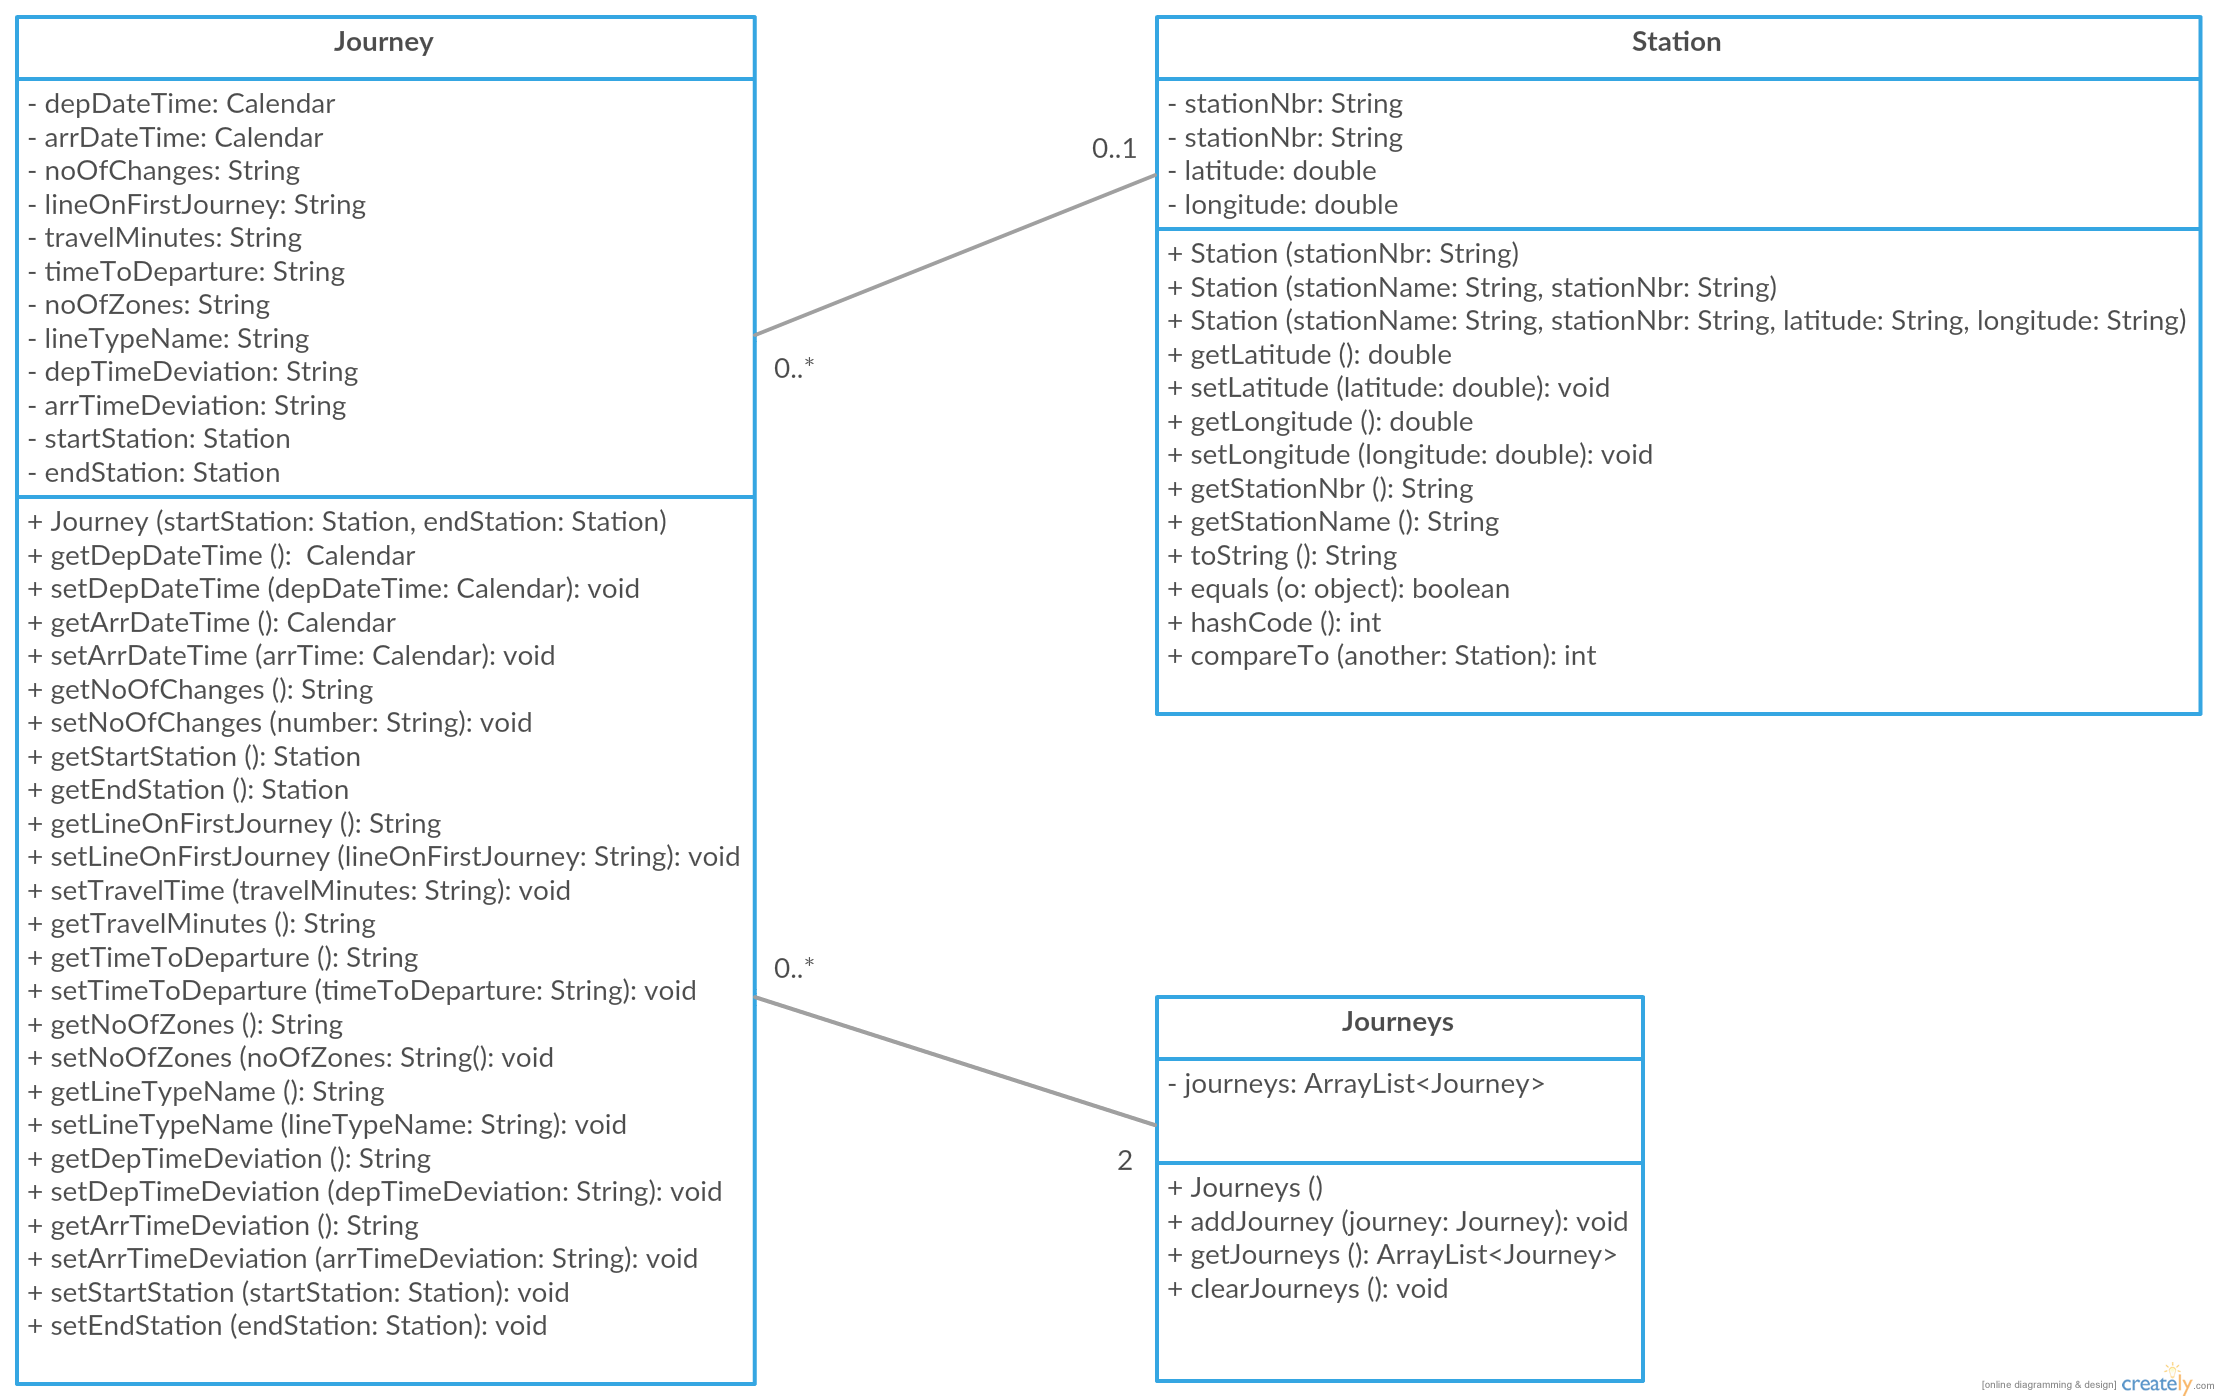 Journey
- depDateTime: Calendar
- arrDateTime: Calendar
- noOfChanges: String
- lineOnFirstJourney: String
- travelMinutes: String
- timeToDeparture: String
- noOfZones: String
- lineTypeName: String
- depTimeDeviation: String
- arrTimeDeviation: String
- startStation: Station
- endStation: Station
+ Journey (startStation: Station, endStation: Station)
+ getDepDateTime ():  Calendar
+ setDepDateTime (depDateTime: Calendar): void
+ getArrDateTime (): Calendar
+ setArrDateTime (arrTime: Calendar): void
+ getNoOfChanges (): String
+ setNoOfChanges (number: String): void
+ getStartStation (): Station
+ getEndStation (): Station
+ getLineOnFirstJourney (): String
+ setLineOnFirstJourney (lineOnFirstJourney: String): void
+ setTravelTime (travelMinutes: String): void
+ getTravelMinutes (): String
+ getTimeToDeparture (): String
+ setTimeToDeparture (timeToDeparture: String): void
+ getNoOfZones (): String
+ setNoOfZones (noOfZones: String(): void
+ getLineTypeName (): String
+ setLineTypeName (lineTypeName: String): void
+ getDepTimeDeviation (): String
+ setDepTimeDeviation (depTimeDeviation: String): void
+ getArrTimeDeviation (): String
+ setArrTimeDeviation (arrTimeDeviation: String): void
+ setStartStation (startStation: Station): void
+ setEndStation (endStation: Station): void
0..1
0..*
Station
- stationNbr: String
- stationNbr: String
- latitude: double
- longitude: double
+ Station (stationNbr: String)
+ Station (stationName: String, stationNbr: String)
+ Station (stationName: String, stationNbr: String, latitude: String, longitude: String)
+ getLatitude (): double
+ setLatitude (latitude: double): void
+ getLongitude (): double
+ setLongitude (longitude: double): void
+ getStationNbr (): String
+ getStationName (): String
+ toString (): String
+ equals (o: object): boolean
+ hashCode (): int
+ compareTo (another: Station): int
0..*
2
Journeys
- journeys: ArrayList<Journey>
+ Journeys ()
+ addJourney (journey: Journey): void
+ getJourneys (): ArrayList<Journey>
+ clearJourneys (): void
[online diagramming & design] creately.com